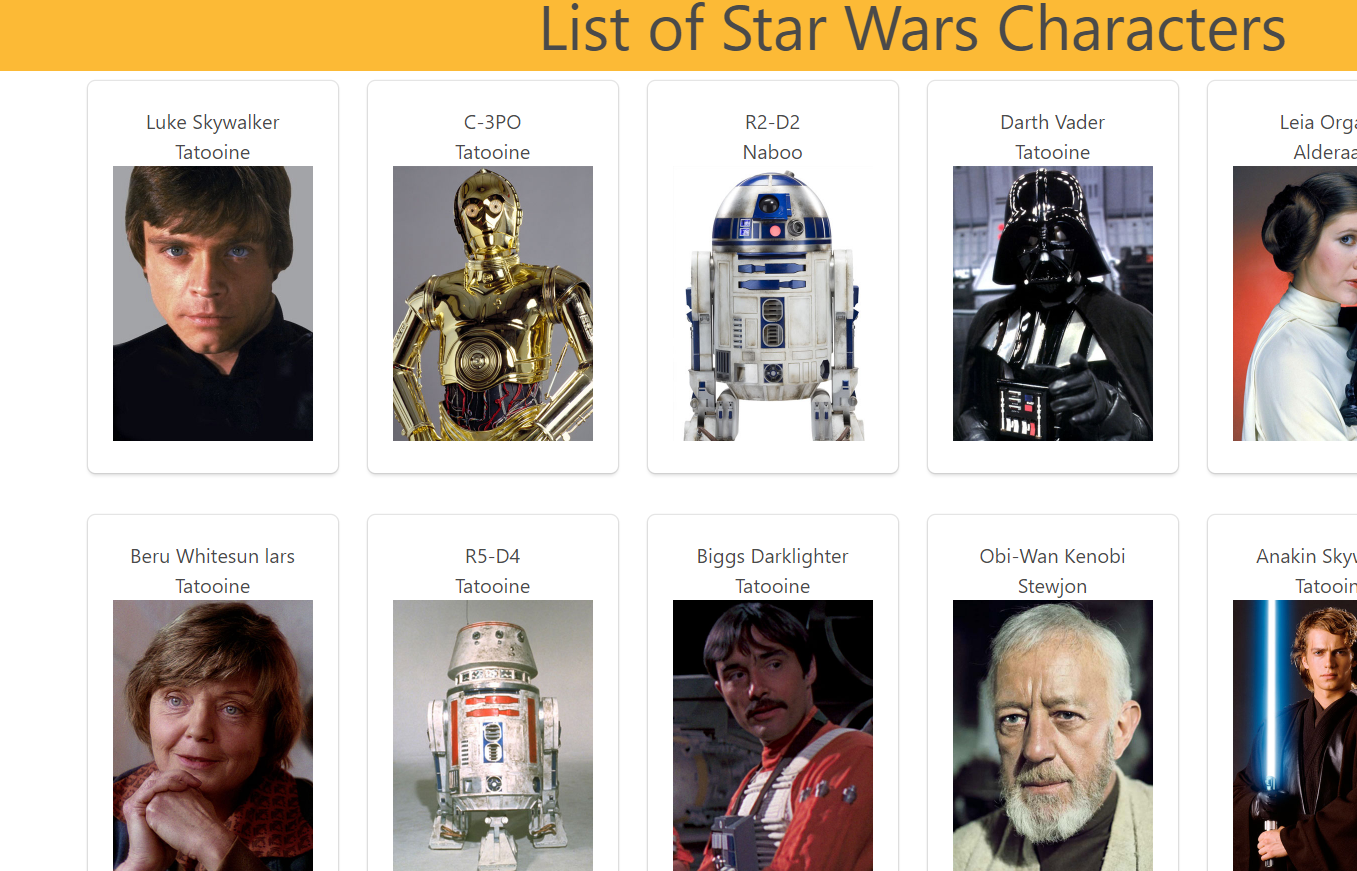 List of Star Wars Characters
Luke Skywalker
Tatooine
C-3PO
Tatooine
R2-D2
Naboo
Darth Vader
Tatooine
Leia Orga
Alderaa
Beru Whitesun lars
Tatooine
R5-D4
Tatooine
Biggs Darklighter
Tatooine
Obi-Wan Kenobi
Stewjon
Anakin Sky
Tatooin